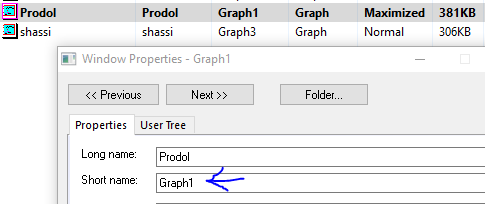 Prodol Prodol Graph1 Graph Maximized 381KB
shassi shassi Graph3 Graph Normal 306KB
Window Properties - Graph1
<< Previous Next >> Folder...
Properties User Tree
Long name: Prodol
Short name: Graph1